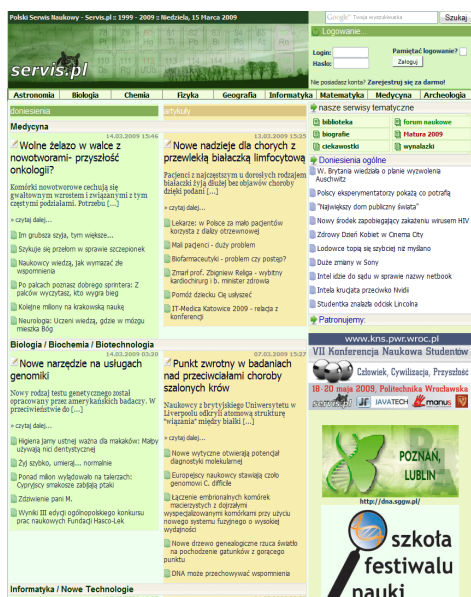 Polski Serwis Naukowy - Servis.pl :: 1999 - 2009 :: Niedziela, 15 Marca 2009
Google™ Twoja wyszukiwarka Szukaj
servis.pl
Logowanie...
Login: Pamiętać logowanie?
Hasło: Zaloguj
Nie posiadasz konta? Zarejestruj się za darmo!
Astronomia Biologia Chemia Fizyka Geografia Informatyka Matematyka Medycyna Archeologia
doniesienia
artykuły
Medycyna
14.03.2009 15:46
Wolne żelazo w walce z
nowotworami- przyszłość
onkologii?
Komórki nowotworowe cechują się
gwałtownym wzrostem i związanymi z tym
częstymi podziałami. Potrzebu [...]
» czytaj dalej...
Im grubsza szyja, tym większe...
Szykuje się przełom w sprawie szczepionek
Naukowcy wiedzą, jak wymazać złe
wspomnienia
Po palcach poznasz dobrego sprintera: Z
palców wyczytasz, kto wygra bieg
Kolejne miliony na krakowską naukę
Neurologia: Uczeni wiedzą, gdzie w mózgu
mieszka Bóg
13.03.2009 15:25
Nowe nadzieje dla chorych z
przewlekłą białaczką limfocytową
Pacjenci z najczęstszym u dorosłych rodzajem
białaczki żyją dłużej bez objawów choroby
dzięki podani [...]
» czytaj dalej...
Lekarze: w Polsce za mało pacjentów
korzysta z dializy otrzewnowej
Mali pacjenci - duży problem
Biofarmaceutyki - problem czy postęp?
Zmarł prof. Zbigniew Religa - wybitny
kardiochirurg i b. minister zdrowia
Pomóż dziecku Cię usłyszeć
IT-Medica Katowice 2009 - relacja z
konferencji
Biologia / Biochemia / Biotechnologia
14.03.2009 03:20
Nowe narzędzie na usługach
genomiki
Nowy rodzaj testu genetycznego został
opracowany przez amerykańskich badaczy. W
przeciwieństwie do [...]
» czytaj dalej...
Higiena jamy ustnej ważna dla makaków: Małpy
używają nici dentystycznej
Żyj szybko, umieraj... normalnie
Ponad milion wylądowało na talerzach:
Cypryjscy smakosze zabijają ptaki
Zdziwienie pani M.
Wyniki III edycji ogólnopolskiego konkursu
prac naukowych Fundacji Hasco-Lek
07.03.2009 15:27
Punkt zwrotny w badaniach
nad przeciwciałami choroby
szalonych krów
Naukowcy z brytyjskiego Uniwersytetu w
Liverpoolu odkryli atomową strukturę
"wiązania" między białki [...]
» czytaj dalej...
Nowe wytyczne otwierają potencjał
diagnostyki molekularnej
Europejscy naukowcy stawiają czoło
genomowi C. difficile
Łączenie embrionalnych komórek
macierzystych z dojrzałymi
wyspecjalizowanymi komórkami przy użyciu
nowego systemu fuzyjnego o wysokiej
wydajności
Nowe drzewo genealogiczne rzuca światło
na pochodzenie gatunków z gorącego
punktu
DNA może przechowywać wspomnienia
Informatyka / Nowe Technologie
nasze serwisy tematyczne
biblioteka forum naukowe
biografie Matura 2009
ciekawostki wynalazki
Doniesienia ogólne
W. Brytania wiedziała o planie wyzwolenia
Auschwitz
Polscy eksperymentatorzy pokażą co potrafią
"Największy dom publiczny świata"
Nowy środek zapobiegający zakażeniu wirusem HIV
Zdrowy Dzień Kobiet w Cinema City
Lodowce topią się szybciej niż myślano
Duże zmiany w Sony
Intel idzie do sądu w sprawie nazwy netbook
Intela krucjata przeciwko Nvidii
Studentka znalazła odcisk Lincolna
Patronujemy:
www.kns.pwr.wroc.pl
VII Konferencja Naukowa Studentów
Człowiek, Cywilizacja, Przyszłość
18-20 maja 2009, Politechnika Wrocławska
servis.pl JAVATECH manus
POZNAŃ,
LUBLIN
http://dna.sggw.pl/
szkoła
festiwalu
nauki